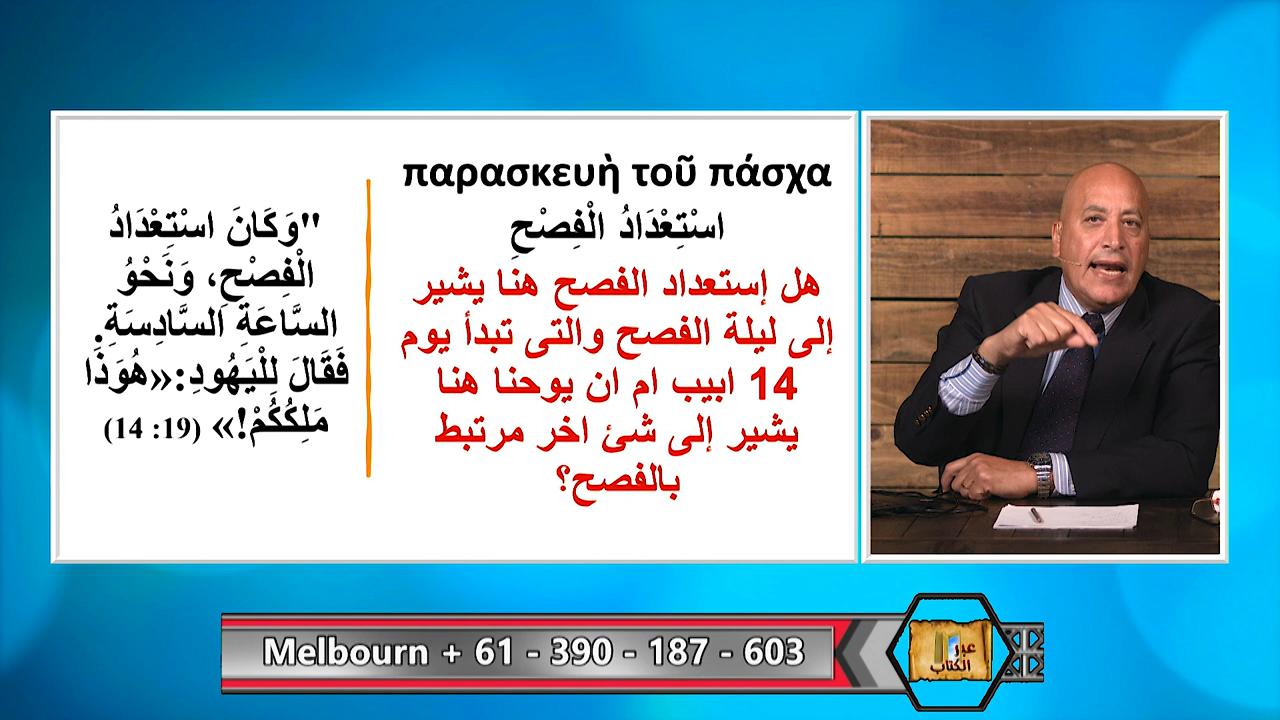 παρασκευὴ τοῦ πάσχα
اسْتِعْدَادُ الْفِصْحِ
هل إستعداد الفصح هنا يشير
إلى ليلة الفصح والتى تبدأ يوم
14 ابيب ام ان يوحنا هنا
يشير إلى شئ اخر مرتبط
بالفصح؟
"وَكَانَ اسْتِعْدَادُ
الْفِصْحِ، وَنَحْوُ
السَّاعَةِ السَّادِسَةِ.
فَقَالَ لِلْيَهُودِ:«هُوَذَا
مَلِكُكُمْ!» (19: 14)
Melbourn + 61 - 390 - 187 - 603
عبر
الكتاب